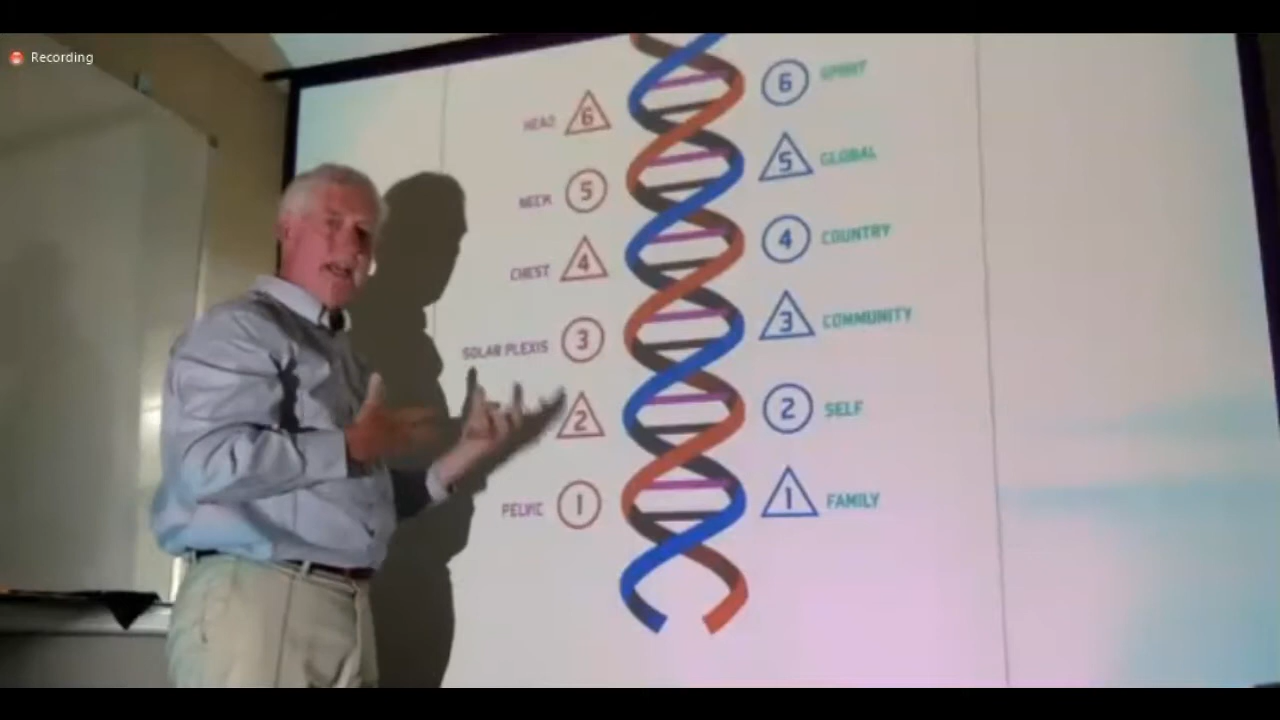 Recording
6 SPIRIT
HEAD 6
5 GLOBAL
NECK 5
4 COUNTRY
CHEST 4
3 COMMUNITY
SOLAR PLEXIS 3
2
2 SELF
PELVIC 1
1 FAMILY